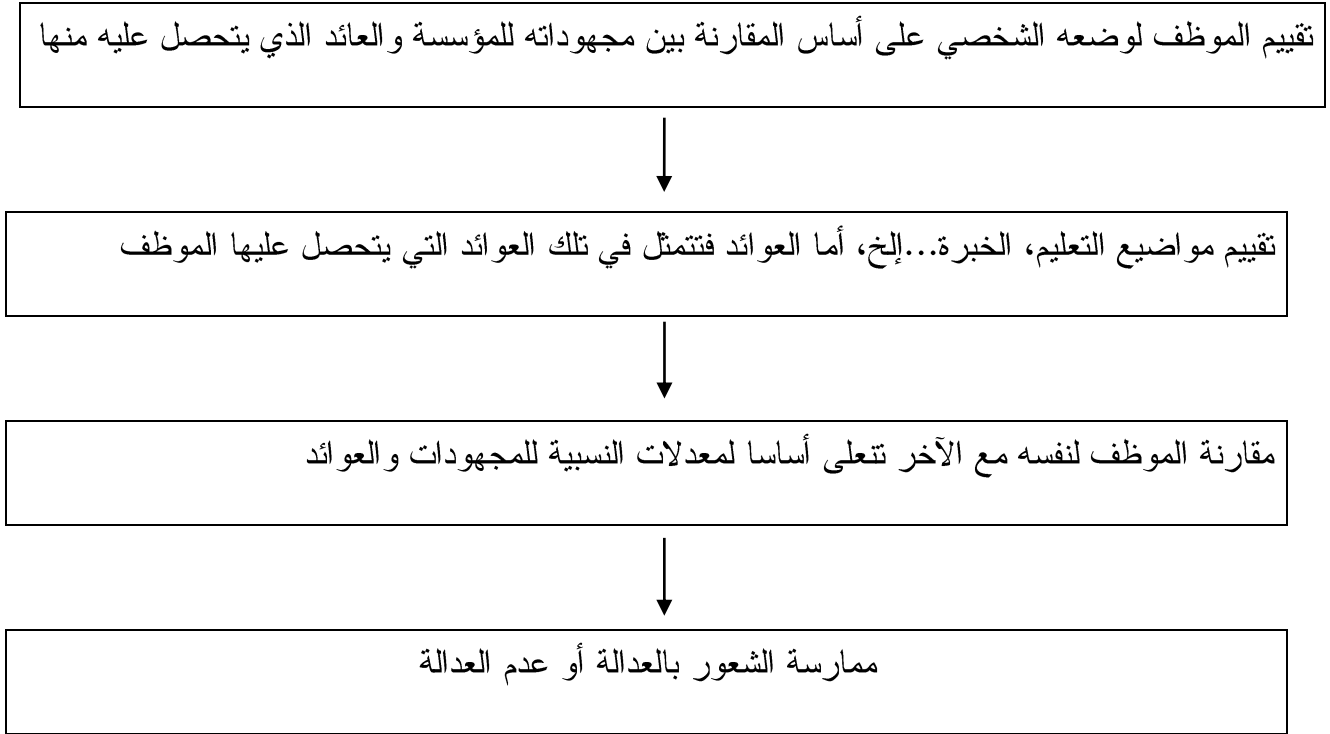 تقييم الموظف لوضعه الشخصي على أساس المقارنة بين مجهوداته للمؤسسة والعائد الذي يتحصل عليه منها
تقييم مواضيع التعليم، الخبرة...إلخ، أما العوائد فتتمثل في تلك العوائد التي يتحصل عليها الموظف
مقارنة الموظف لنفسه مع الآخر تنعلى أساسا لمعدلات النسبية للمجهودات والعوائد
ممارسة الشعور بالعدالة أو عدم العدالة